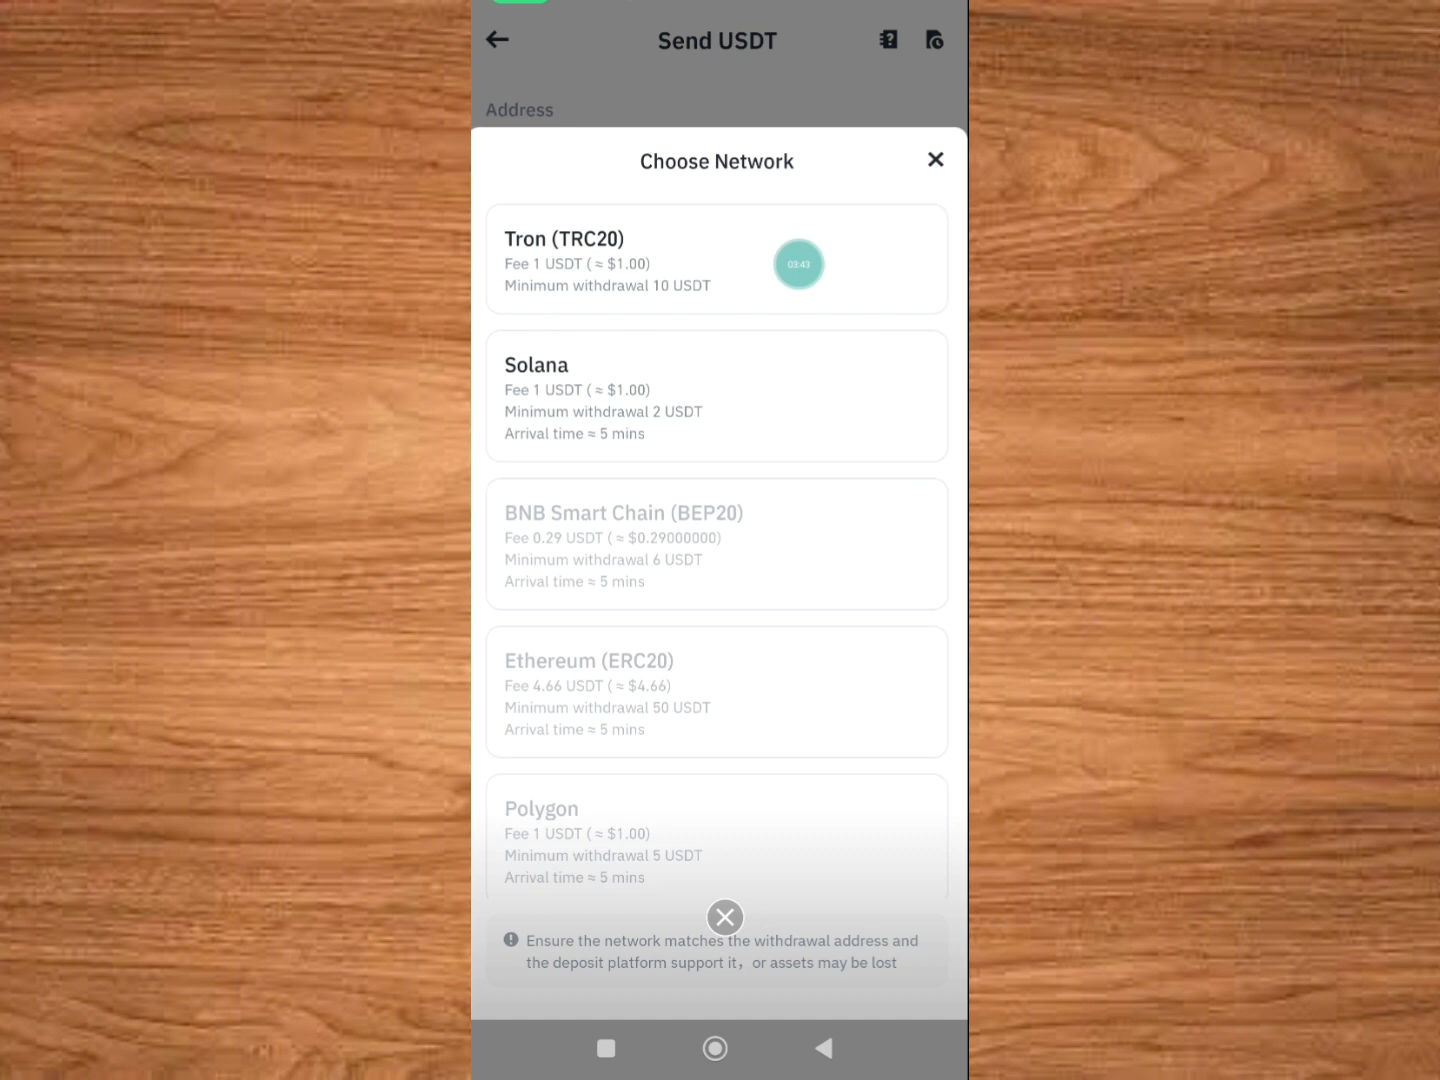 Send USDT
Address
Choose Network
Tron (TRC20)
Fee 1 USDT ( ≈ $1.00)
Minimum withdrawal 10 USDT
03:43
Solana
Fee 1 USDT ( ≈ $1.00)
Minimum withdrawal 2 USDT
Arrival time ≈ 5 mins
BNB Smart Chain (BEP20)
Fee 0.29 USDT ( ≈ $0.29000000)
Minimum withdrawal 6 USDT
Arrival time ≈ 5 mins
Ethereum (ERC20)
Fee 4.66 USDT ( ≈ $4.66)
Minimum withdrawal 50 USDT
Arrival time ≈ 5 mins
Polygon
Fee 1 USDT ( ≈ $1.00)
Minimum withdrawal 5 USDT
Arrival time ≈ 5 mins
Ensure the network matches the withdrawal address and
the deposit platform support it，or assets may be lost